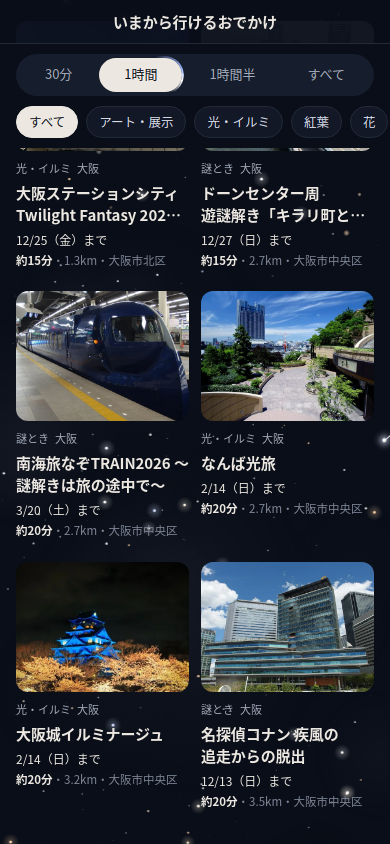 いまから行けるおでかけ
30分
1時間
1時間半
すべて
すべて
アート・展示
光・イルミ
紅葉
花
光・イルミ 大阪
大阪ステーションシティ
Twilight Fantasy 202…
12/25（金）まで
約15分・1.3km・大阪市北区
謎とき 大阪
ドーンセンター周
遊謎解き「キラリ町と…
12/27（日）まで
約15分・2.7km・大阪市中央区
謎とき 大阪
南海旅なぞTRAIN2026 〜
謎解きは旅の途中で〜
3/20（土）まで
約20分・2.7km・大阪市中央区
光・イルミ 大阪
なんば光旅
2/14（日）まで
約20分・2.7km・大阪市中央区
光・イルミ 大阪
大阪城イルミナージュ
2/14（日）まで
約20分・3.2km・大阪市中央区
謎とき 大阪
名探偵コナン 疾風の
追走からの脱出
12/13（日）まで
約20分・3.5km・大阪市中央区